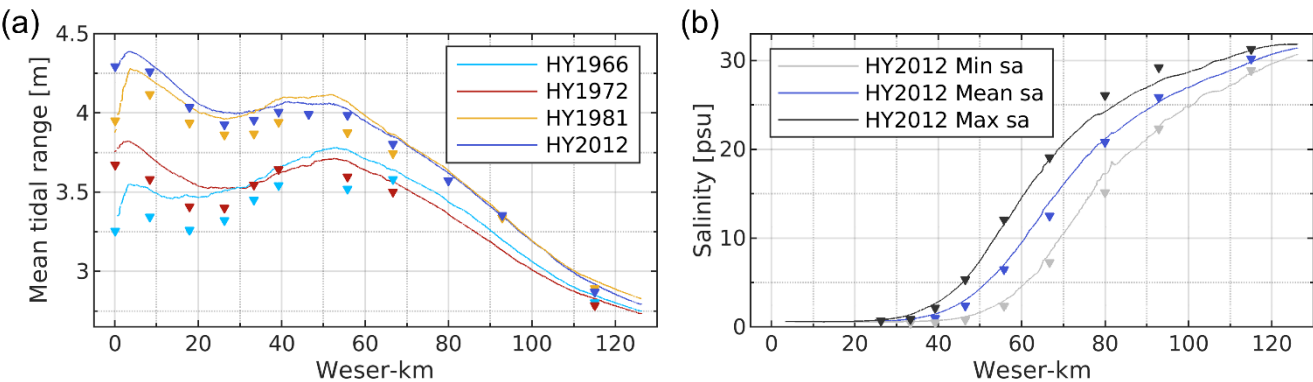 (a)
Mean tidal range [m]
4.5
4
3.5
3
HY1966
HY1972
HY1981
HY2012
0 20 40 60 80 100 120
Weser-km
(b)
Salinity [psu]
30
20
10
0
HY2012 Min sa
HY2012 Mean sa
HY2012 Max sa
0 20 40 60 80 100 120
Weser-km